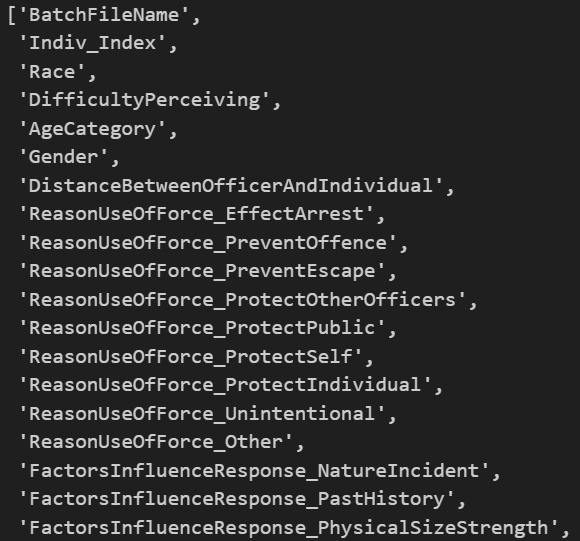 ['BatchFileName',
'Indiv_Index',
'Race',
'DifficultyPerceiving',
'AgeCategory',
'Gender',
'DistanceBetweenOfficerAndIndividual',
'ReasonUseOfForce_EffectArrest',
'ReasonUseOfForce_PreventOffence',
'ReasonUseOfForce_PreventEscape',
'ReasonUseOfForce_ProtectOtherOfficers',
'ReasonUseOfForce_ProtectPublic',
'ReasonUseOfForce_ProtectSelf',
'ReasonUseOfForce_ProtectIndividual',
'ReasonUseOfForce_Unintentional',
'ReasonUseOfForce_Other',
'FactorsInfluenceResponse_NatureIncident',
'FactorsInfluenceResponse_PastHistory',
'FactorsInfluenceResponse_PhysicalSizeStrength',